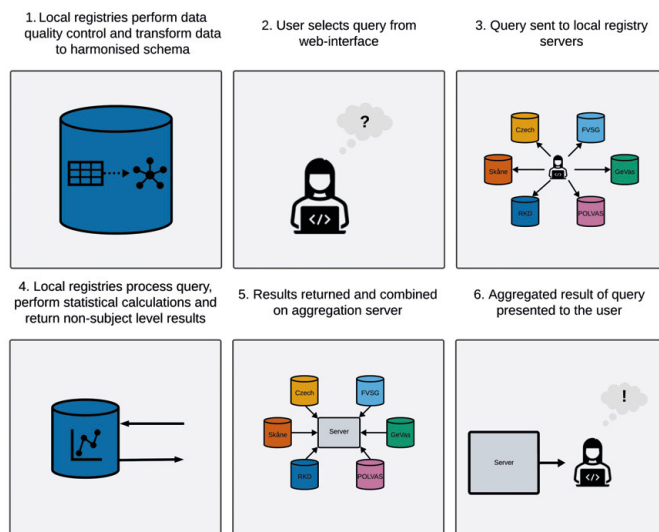 1. Local registries perform data
quality control and transform data
to harmonised schema
2. User selects query from
web-interface
?
</>
3. Query sent to local registry
servers
Czech
FVSG
Skåne
GeVas
RKD
POLVAS
</>
4. Local registries process query,
perform statistical calculations and
return non-subject level results
5. Results returned and combined
on aggregation server
Czech
FVSG
Skåne
Server
GeVas
RKD
POLVAS
6. Aggregated result of query
presented to the user
!
Server
</>